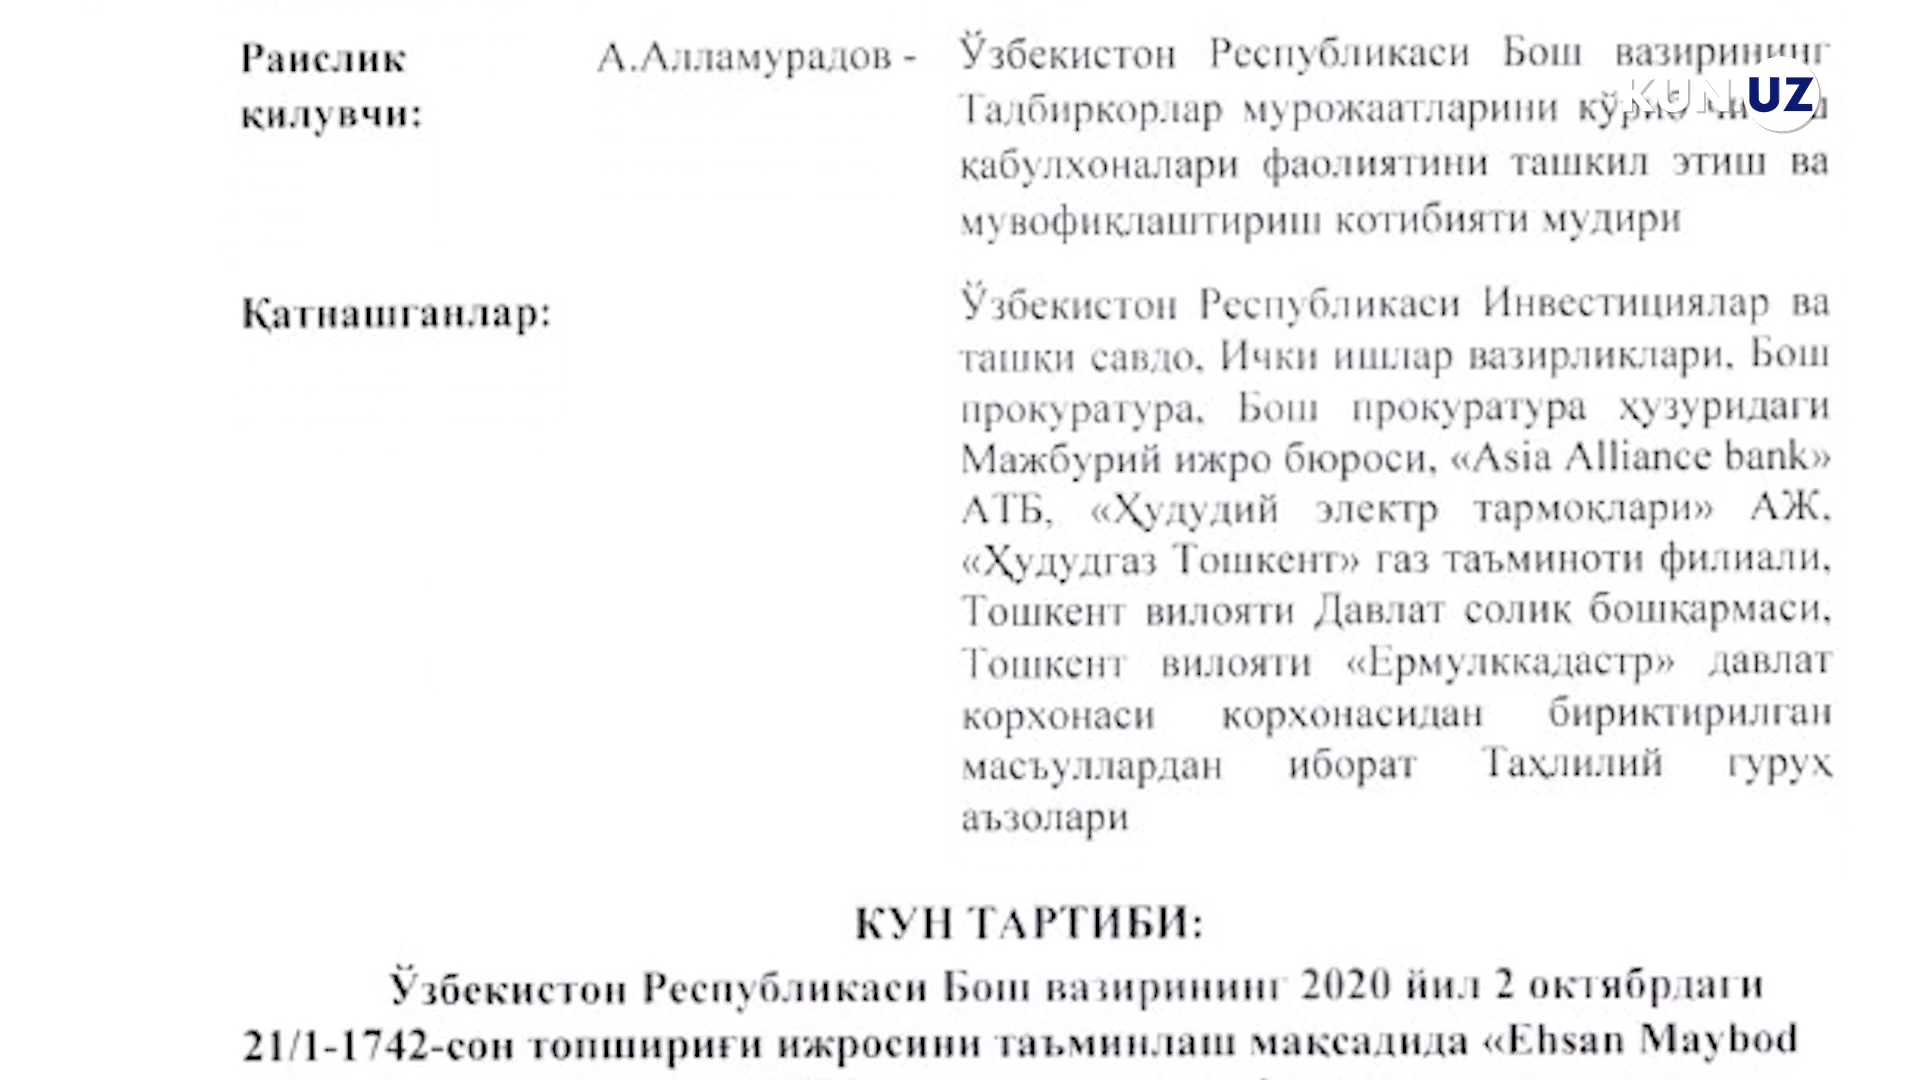 Раислик қилувчи:
А.Алламурадов -
Ўзбекистон Республикаси Бош вазирининг
Тадбиркорлар мурожаатларини кўриб
қабулхоналари фаолиятини ташкил этиш ва
мувофиқлаштириш котибияти мудири
KUN.UZ
Қатнашганлар:
Ўзбекистон Республикаси Инвестициялар ва
ташқи савдо, Ички ишлар вазирликлари, Бош
прокуратура, Бош прокуратура ҳузуридаги
Мажбурий ижро бюроси, «Asia Alliance bank»
АТБ, «Ҳудудий электр тармоқлари» АЖ,
«Ҳудудгаз Тошкент» газ таъминоти филиали,
Тошкент вилояти Давлат солиқ бошқармаси,
Тошкент вилояти «Ермулккадастр» давлат
корхонаси корхонасидан бириктирилган
масъуллардан иборат Таҳлилий гуруҳ
аъзолари
КУН ТАРТИБИ:
Ўзбекистон Республикаси Бош вазирининг 2020 йил 2 октябрдаги
21/1-1742-сон топшириғи ижросини таъминлаш мақсадида «Ehsan Maybod